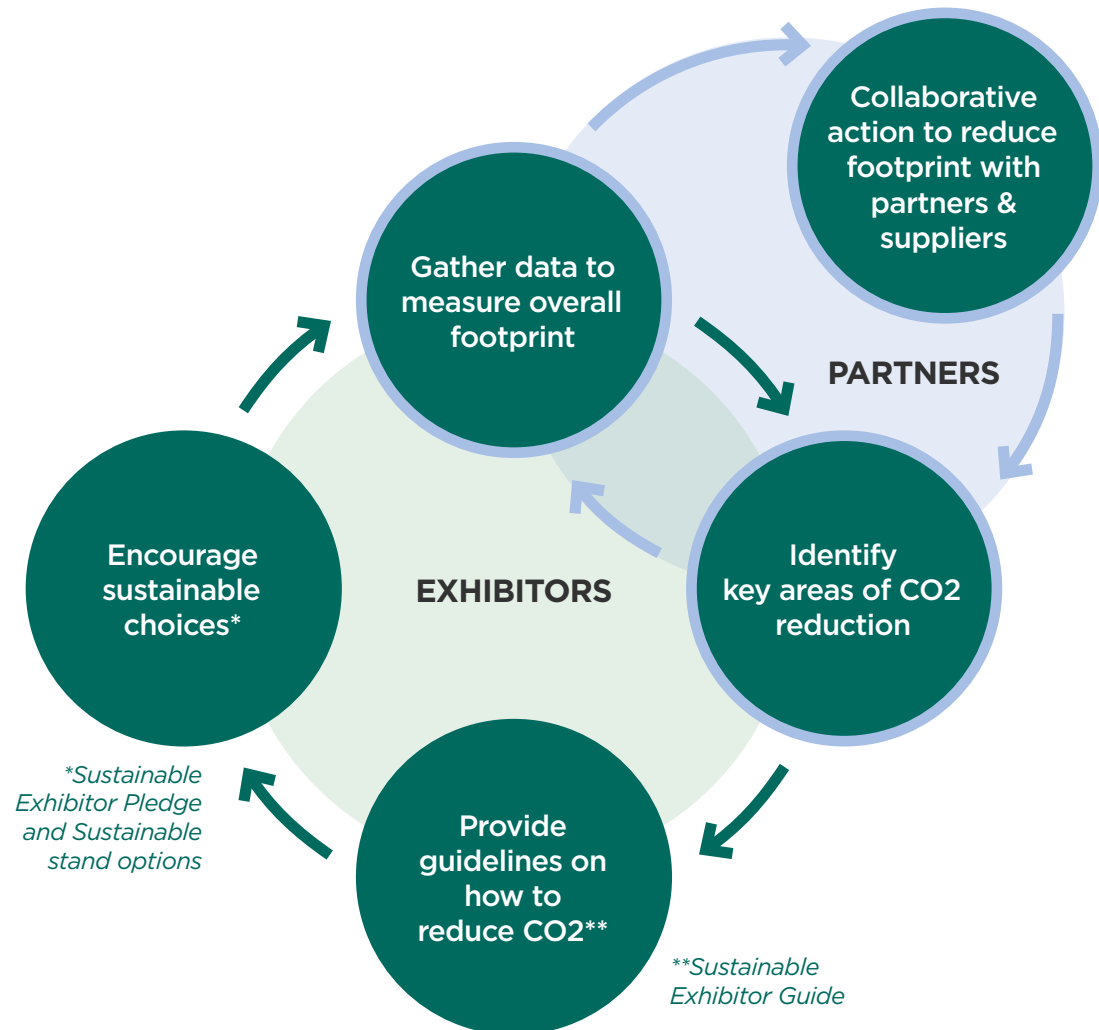 Collaborative
action to reduce
footprint with
partners &
suppliers
Gather data to
measure overall
footprint
PARTNERS
Encourage
sustainable
choices*
EXHIBITORS
Identify
key areas of CO2
reduction
*Sustainable
Exhibitor Pledge
and Sustainable
stand options
Provide
guidelines on
how to
reduce CO2**
**Sustainable
Exhibitor Guide